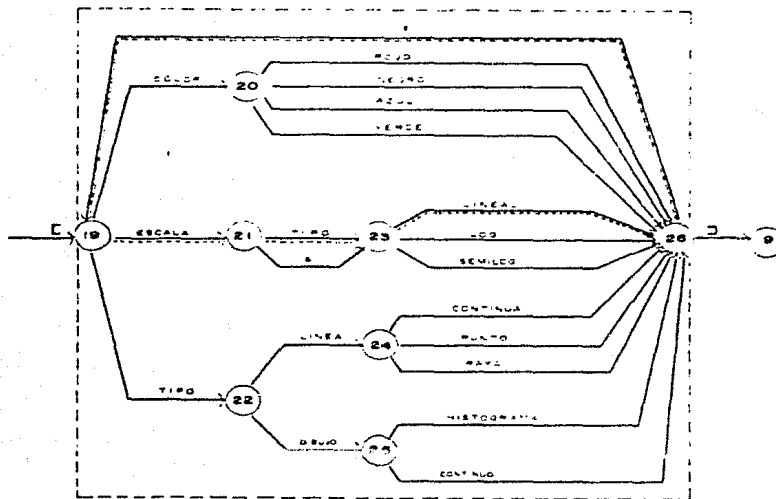 ROJO
COLOR 20 NEGRO
AZUL
VERDE
LINEAL
19 ESCALA 21 TIPO 23 LOG 26 9
SEMILOG
CONTINUA
LINEA 24 PUNTO
RAYA
TIPO 22
HISTOGRAMA
DIBUJO 25
CONTINUO